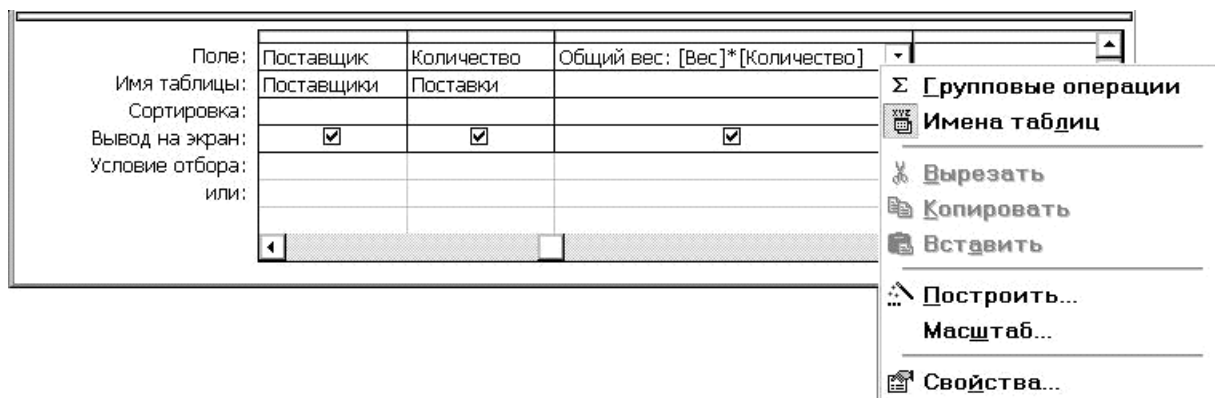 Поле: Поставщик Количество Общий вес: [Вес]*[Количество]
Имя таблицы: Поставщики Поставки
Сортировка:
Вывод на экран:
Условие отбора:
или:
Σ Групповые операции
Имена таблиц
Вырезать
Копировать
Вставить
Построить...
Масштаб...
Свойства...